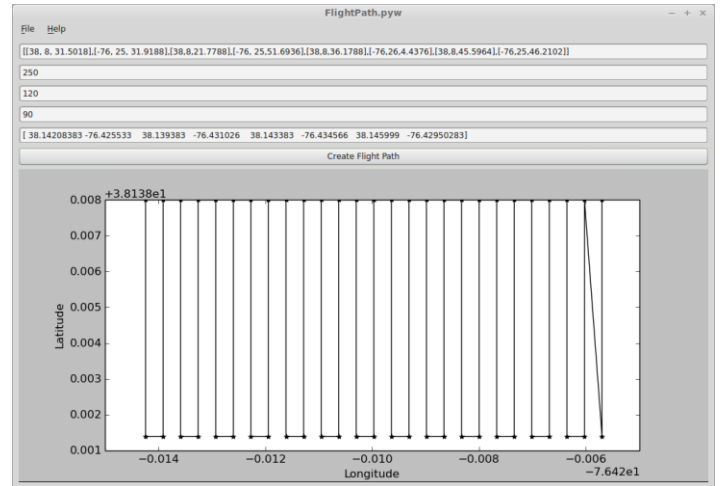 FlightPath.pyw
File Help
[[38, 8, 31.5018],[-76, 25, 31.9188],[38,8,21.7788],[-76, 25,51.6936],[38,8,36.1788],[-76,26,4.4376],[38,8,45.5964],[-76,25,46.2102]]
250
120
90
[ 38.14208383 -76.425533 38.139383 -76.431026 38.143383 -76.434566 38.145999 -76.42950283]
Create Flight Path
+3.8138e1
0.008
0.007
0.006
0.005
0.004
0.003
0.002
0.001
Latitude
−0.014 −0.012 −0.010 −0.008 −0.006
Longitude
−7.642e1